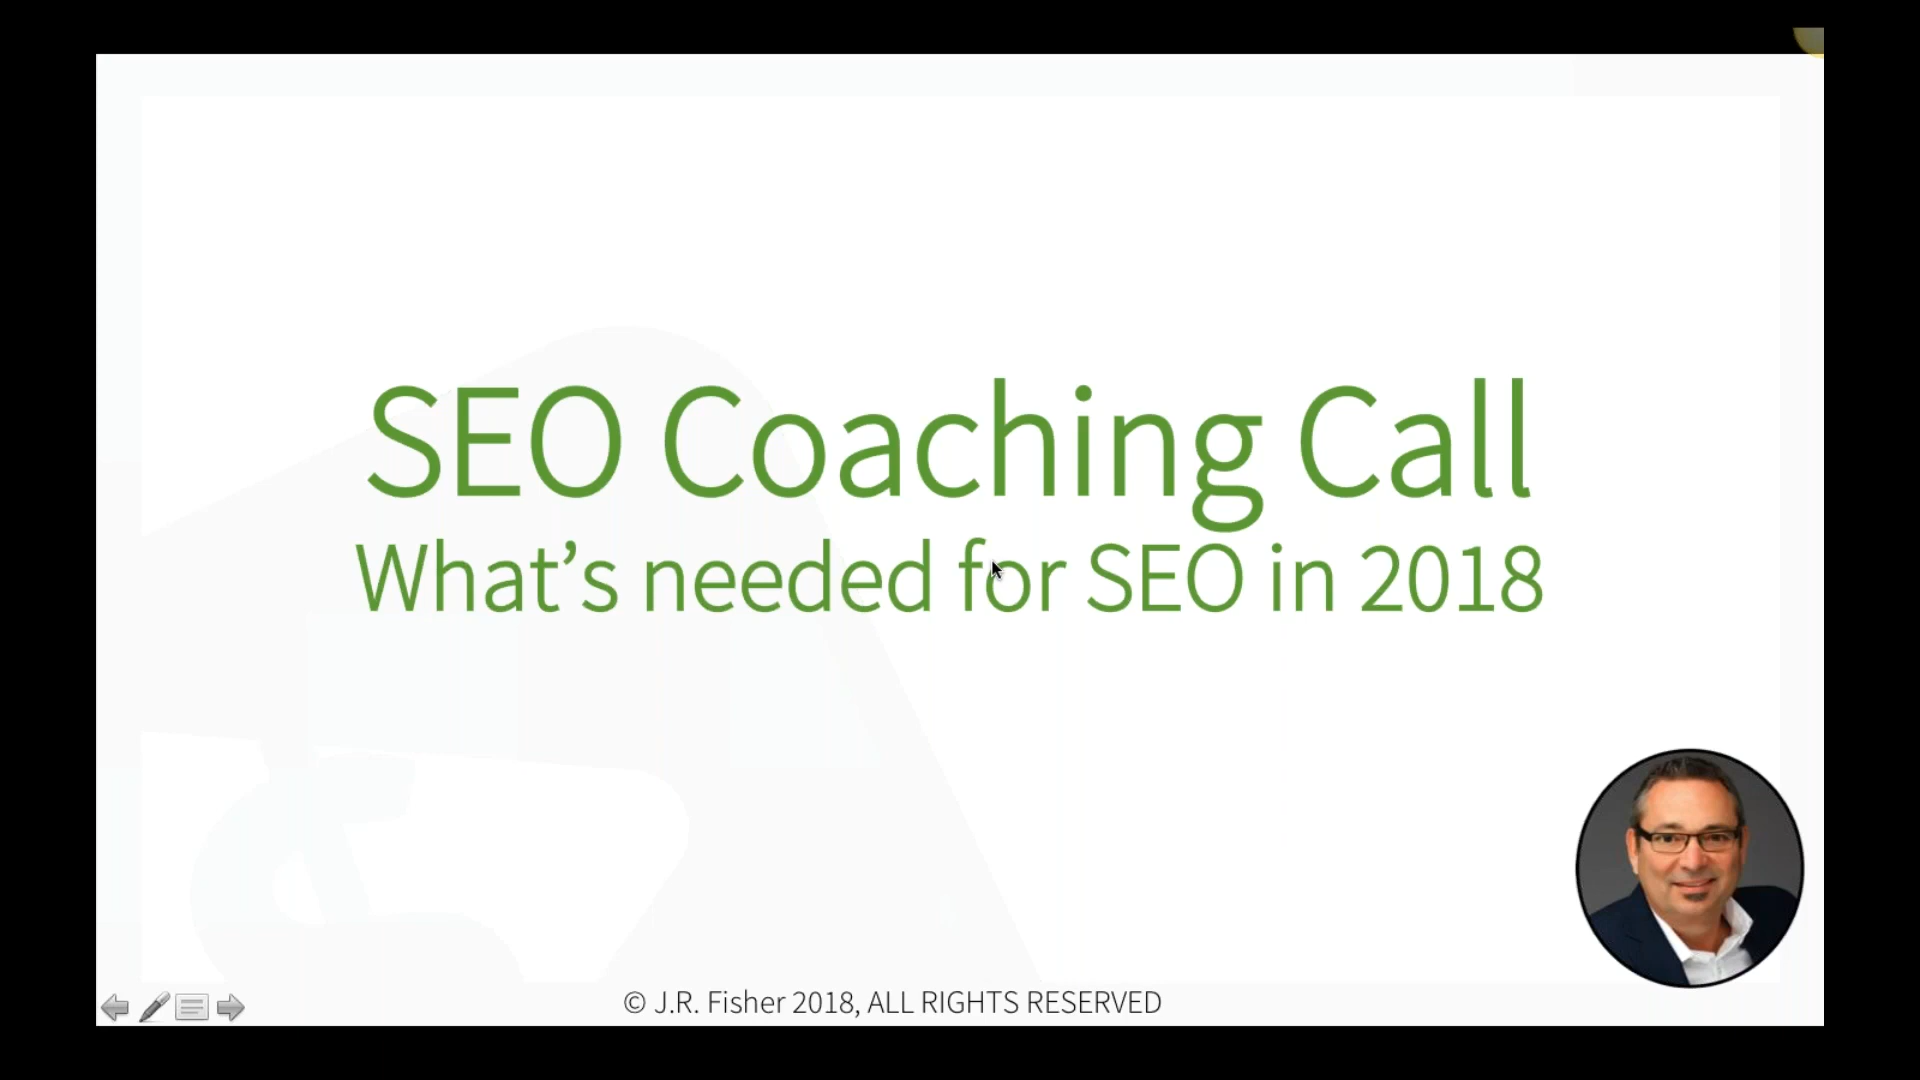 SEO Coaching Call
What’s needed for SEO in 2018
© J.R. Fisher 2018, ALL RIGHTS RESERVED